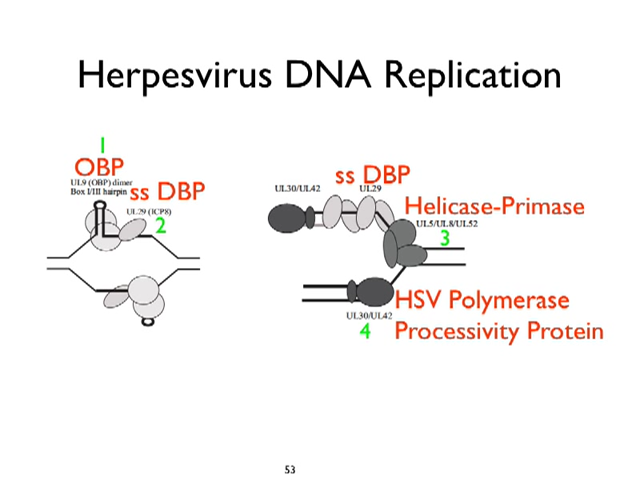 Herpesvirus DNA Replication
1
OBP
UL9 (OBP) dimer
Box I/III hairpin
ss DBP
UL29 (ICP8)
2
UL30/UL42
ss DBP
UL29
Helicase-Primase
UL5/UL8/UL52
3
HSV Polymerase
UL30/UL42
4
Processivity Protein
53